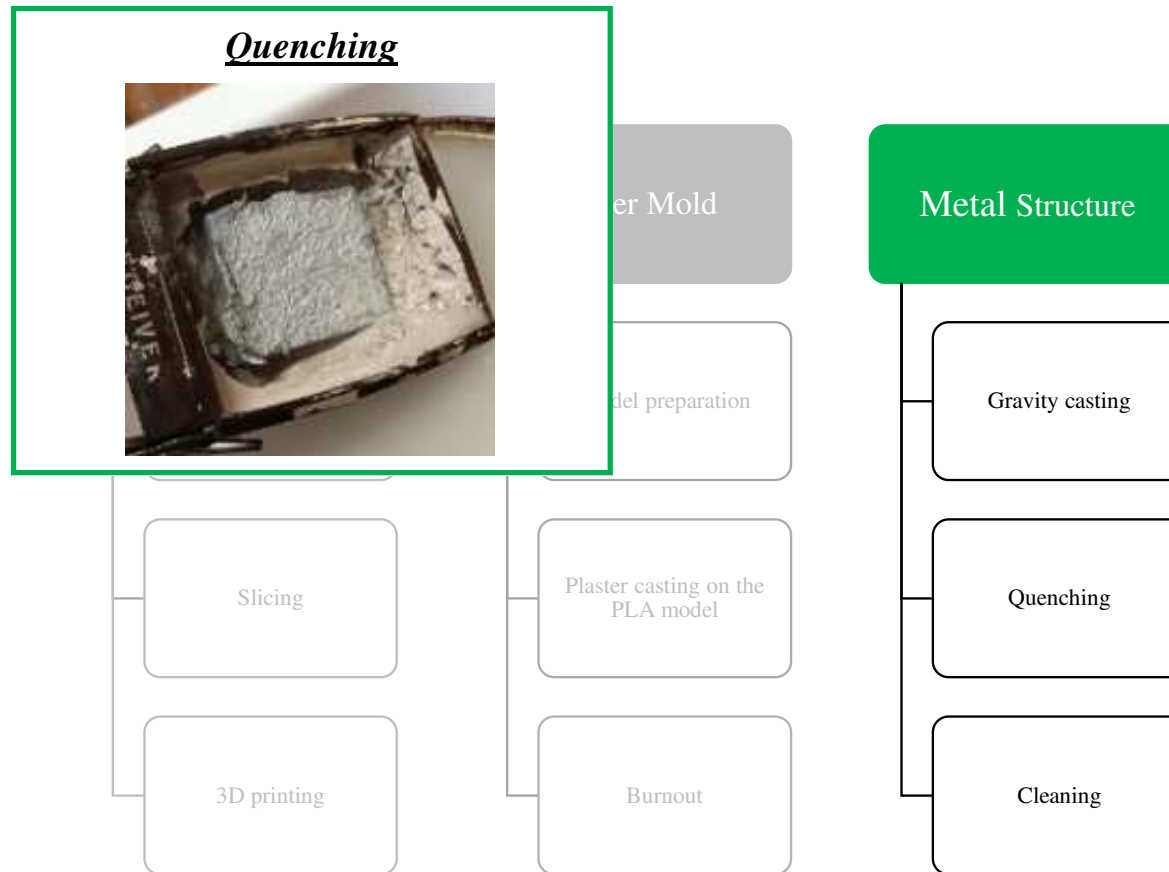 Quenching
er Mold
Metal Structure
del preparation
Gravity casting
Slicing
Plaster casting on the
PLA model
Quenching
3D printing
Burnout
Cleaning